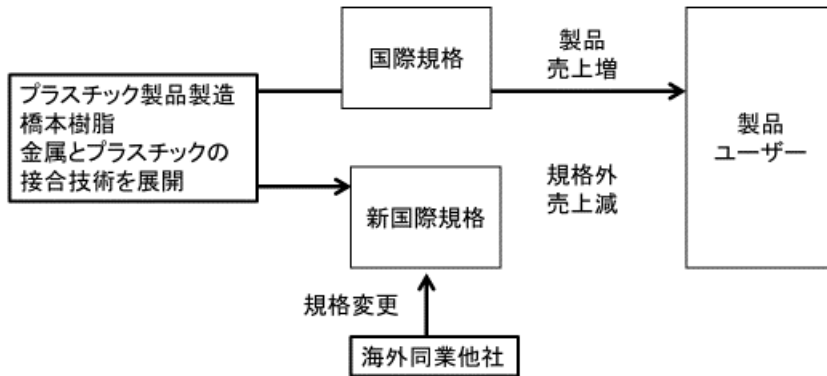 プラスチック製品製造
橋本樹脂
金属とプラスチックの
接合技術を展開
国際規格
製品
売上増
製品
ユーザー
新国際規格
規格外
売上減
規格変更
海外同業他社